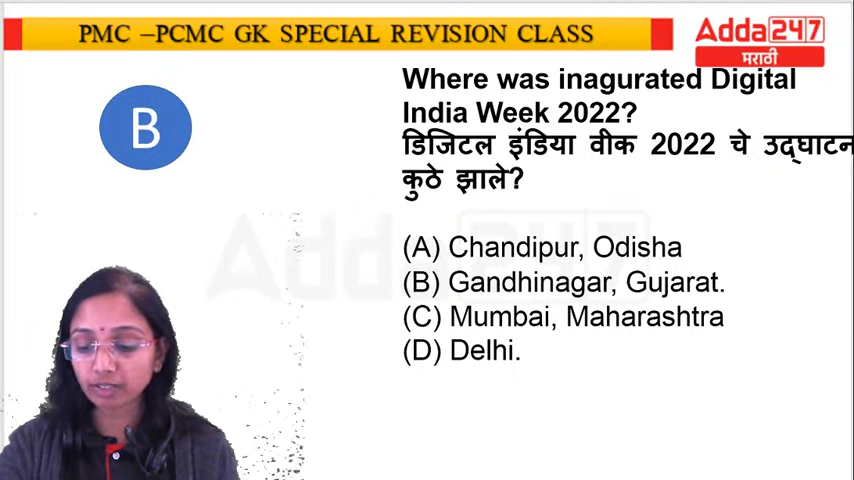 PMC –PCMC GK SPECIAL REVISION CLASS
Adda247
मराठी
B
Where was inagurated Digital
India Week 2022?
डिजिटल इंडिया वीक 2022 चे उद्घाटन
कुठे झाले?
Adda247
(A) Chandipur, Odisha
(B) Gandhinagar, Gujarat.
(C) Mumbai, Maharashtra
(D) Delhi.